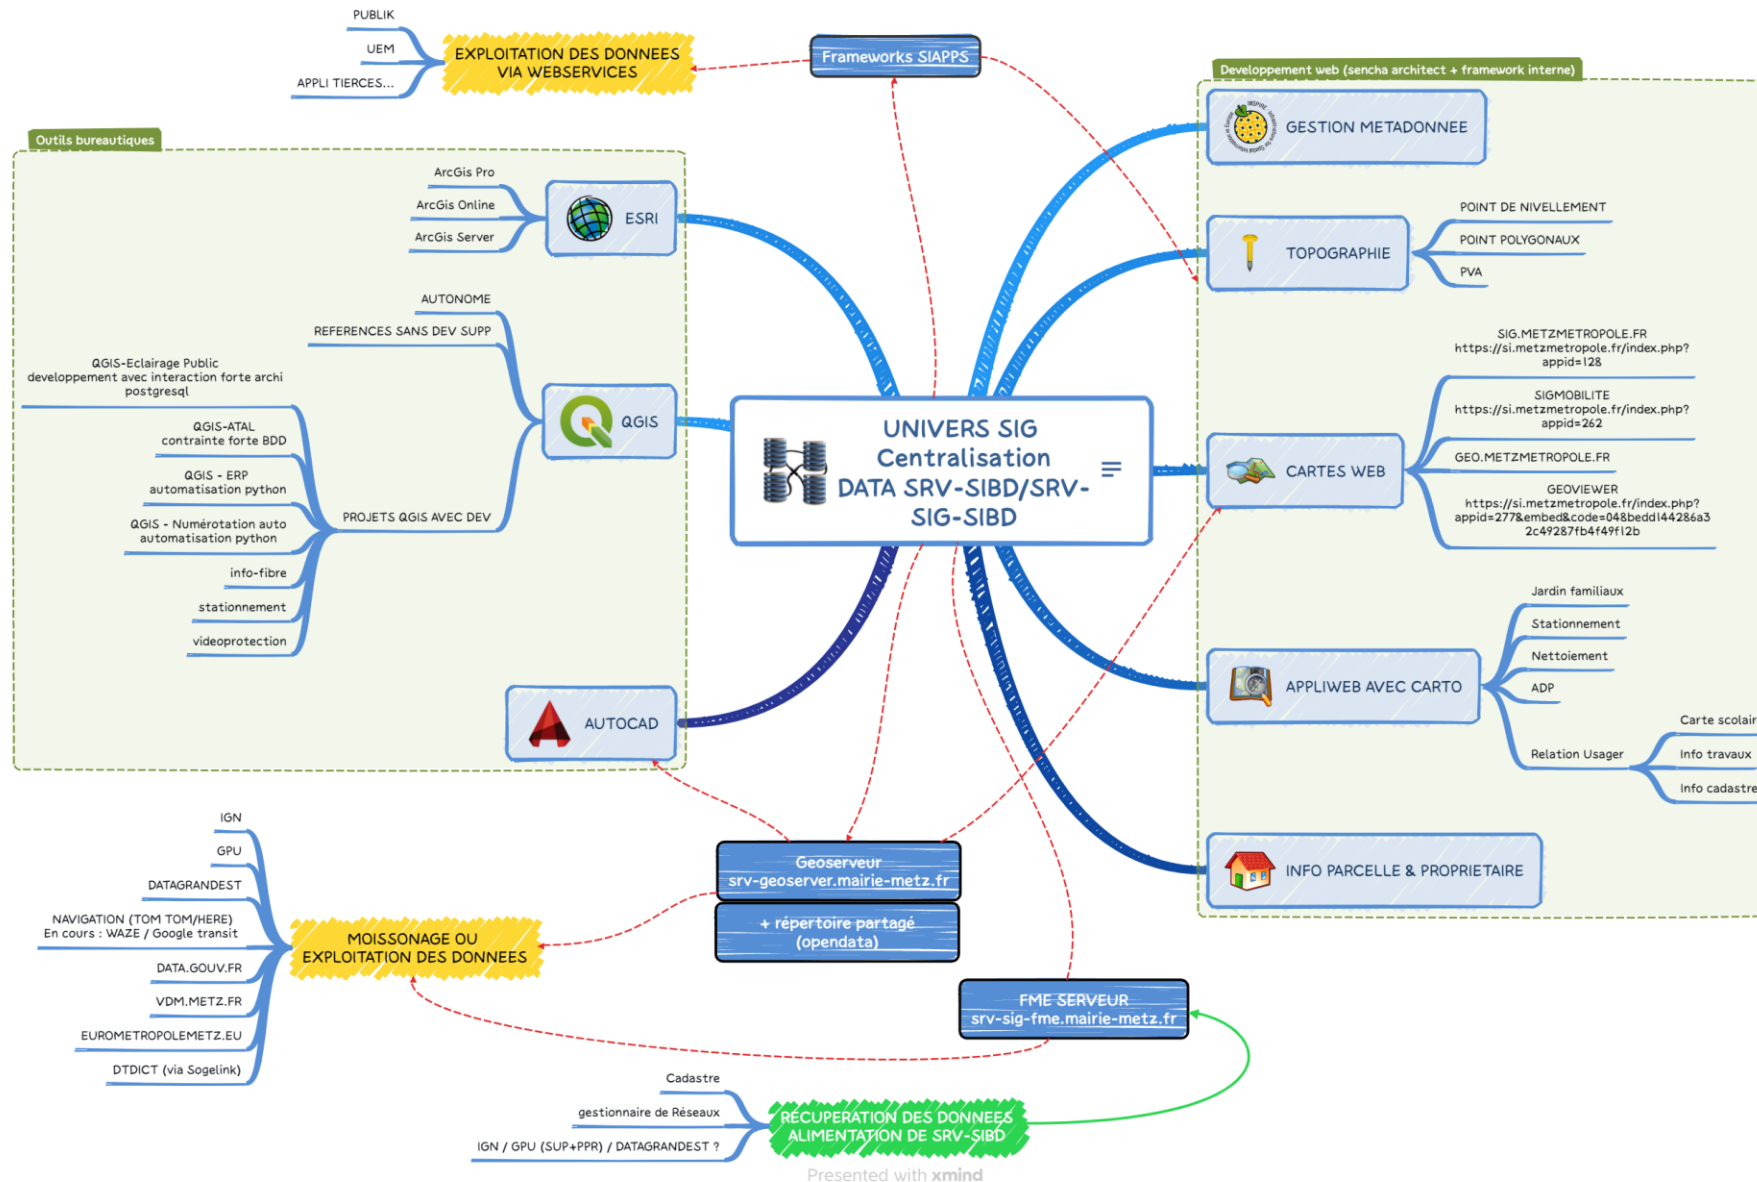 PUBLIK
UEM
APPLI TIERCES...
EXPLOITATION DES DONNEES
VIA WEBSERVICES
Frameworks SIAPPS
Outils bureautiques
ArcGis Pro
ArcGis Online
ArcGis Server
ESRI
AUTONOME
REFERENCES SANS DEV SUPP
QGIS-Eclairage Public
developpement avec interaction forte archi
postgresql
QGIS-ATAL
contrainte forte BDD
QGIS - ERP
automatisation python
QGIS - Numérotation auto
automatisation python
info-fibre
stationnement
videoprotection
PROJETS QGIS AVEC DEV
QGIS
AUTOCAD
UNIVERS SIG
Centralisation
DATA SRV-SIBD/SRV-
SIG-SIBD
Developpement web (sencha architect + framework interne)
GESTION METADONNEE
TOPOGRAPHIE
POINT DE NIVELLEMENT
POINT POLYGONAUX
PVA
CARTES WEB
SIG.METZMETROPOLE.FR
https://si.metzmetropole.fr/index.php?
appid=128
SIGMOBILITE
https://si.metzmetropole.fr/index.php?
appid=262
GEO.METZMETROPOLE.FR
GEOVIEWER
https://si.metzmetropole.fr/index.php?
appid=277&embed&code=048bedd144286a3
2c49287fb4f49f12b
APPLIWEB AVEC CARTO
Jardin familiaux
Stationnement
Nettoiement
ADP
Relation Usager
Carte scolair
Info travaux
Info cadastre
INFO PARCELLE & PROPRIETAIRE
Geoserveur
srv-geoserver.mairie-metz.fr
+ répertoire partagé
(opendata)
IGN
GPU
DATAGRANDEST
NAVIGATION (TOM TOM/HERE)
En cours : WAZE / Google transit
DATA.GOUV.FR
VDM.METZ.FR
EUROMETROPOLEMETZ.EU
DTDICT (via Sogelink)
MOISSONAGE OU
EXPLOITATION DES DONNEES
FME SERVEUR
srv-sig-fme.mairie-metz.fr
Cadastre
gestionnaire de Réseaux
IGN / GPU (SUP+PPR) / DATAGRANDEST ?
RECUPERATION DES DONNEES
ALIMENTATION DE SRV-SIBD
Presented with xmind